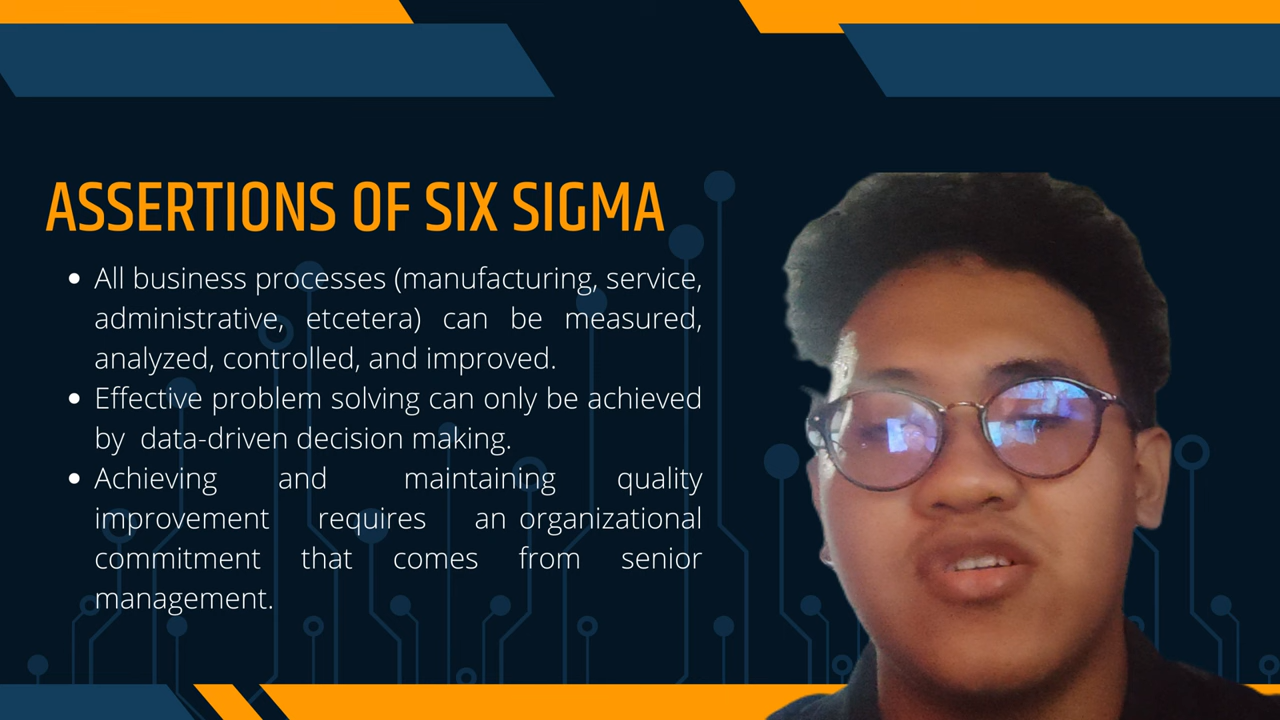 ASSERTIONS OF SIX SIGMA
• All business processes (manufacturing, service,
administrative, etcetera) can be measured,
analyzed, controlled, and improved.
• Effective problem solving can only be achieved
by data-driven decision making.
• Achieving and maintaining quality
improvement requires an organizational
commitment that comes from senior
management.